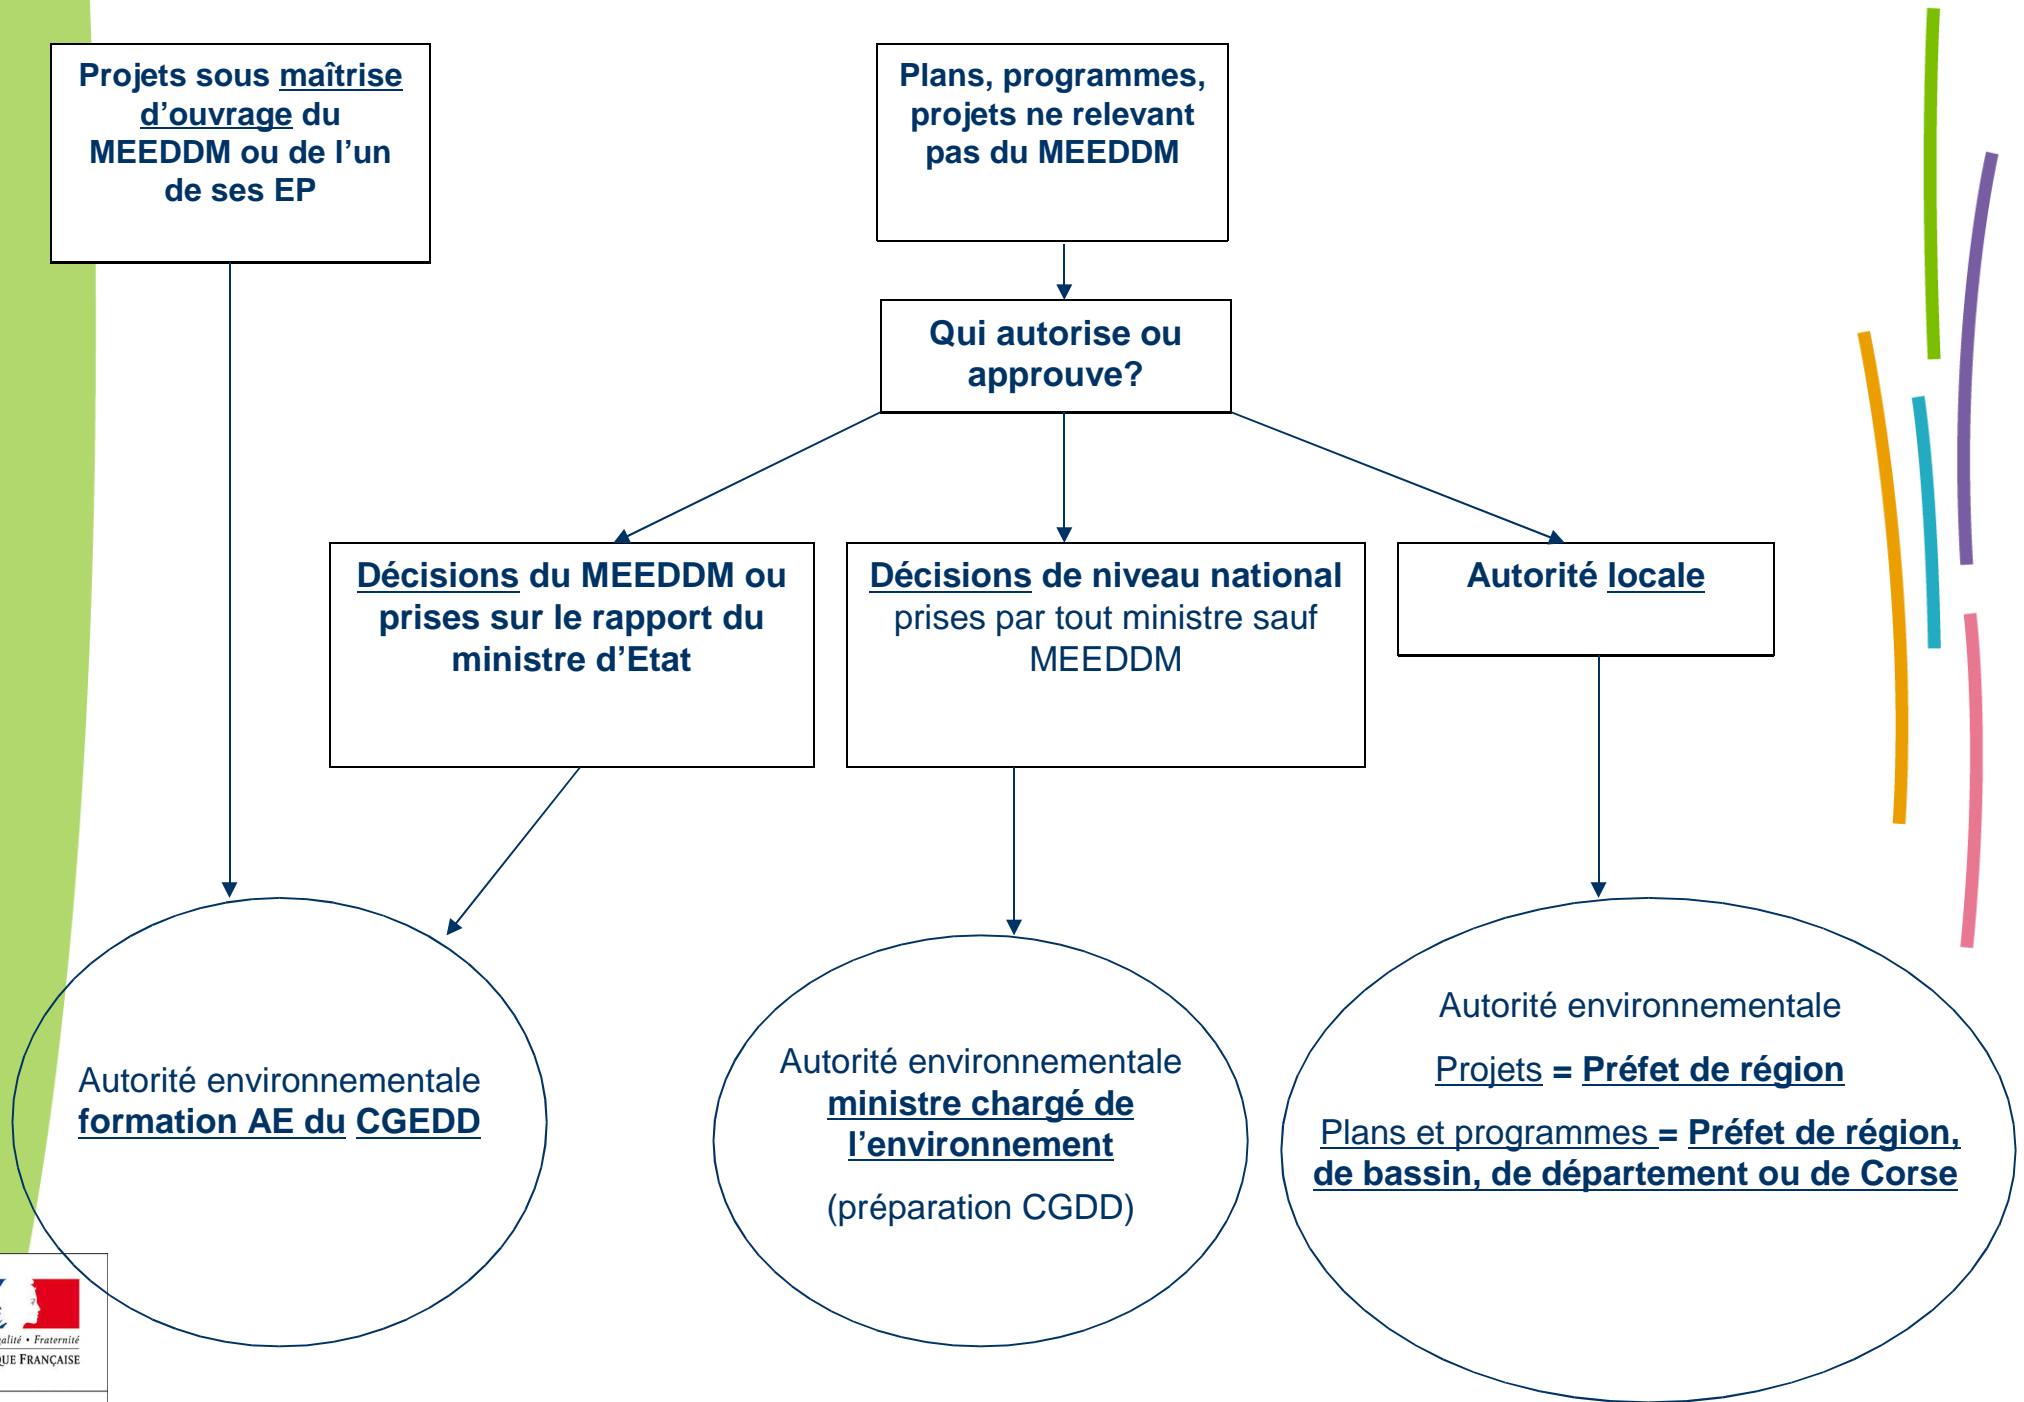 Projets sous maîtrise
d’ouvrage du
MEEDDM ou de l’un
de ses EP
Plans, programmes,
projets ne relevant
pas du MEEDDM
Qui autorise ou
approuve?
Décisions du MEEDDM ou
prises sur le rapport du
ministre d’Etat
Décisions de niveau national
prises par tout ministre sauf
MEEDDM
Autorité locale
Autorité environnementale
formation AE du CGEDD
Autorité environnementale
ministre chargé de
l’environnement
(préparation CGDD)
Autorité environnementale
Projets = Préfet de région
Plans et programmes = Préfet de région,
de bassin, de département ou de Corse
• Fraternité
FRANÇAISE